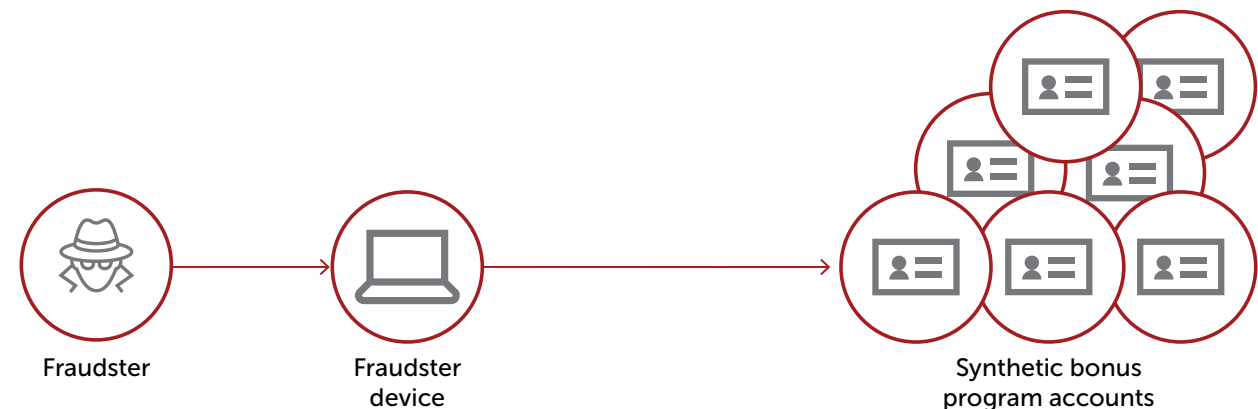 Fraudster
Fraudster
device
Synthetic bonus
program accounts